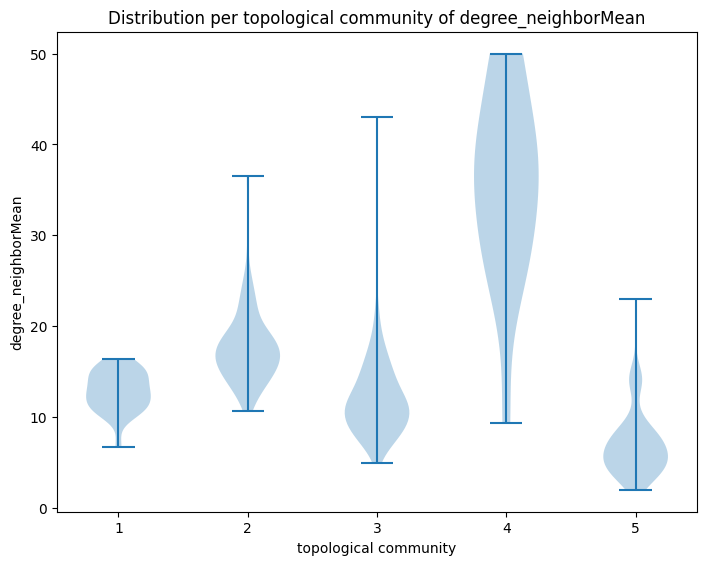 Distribution per topological community of degree_neighborMean
degree_neighborMean
50
40
30
20
10
0
1 2 3 4 5
topological community